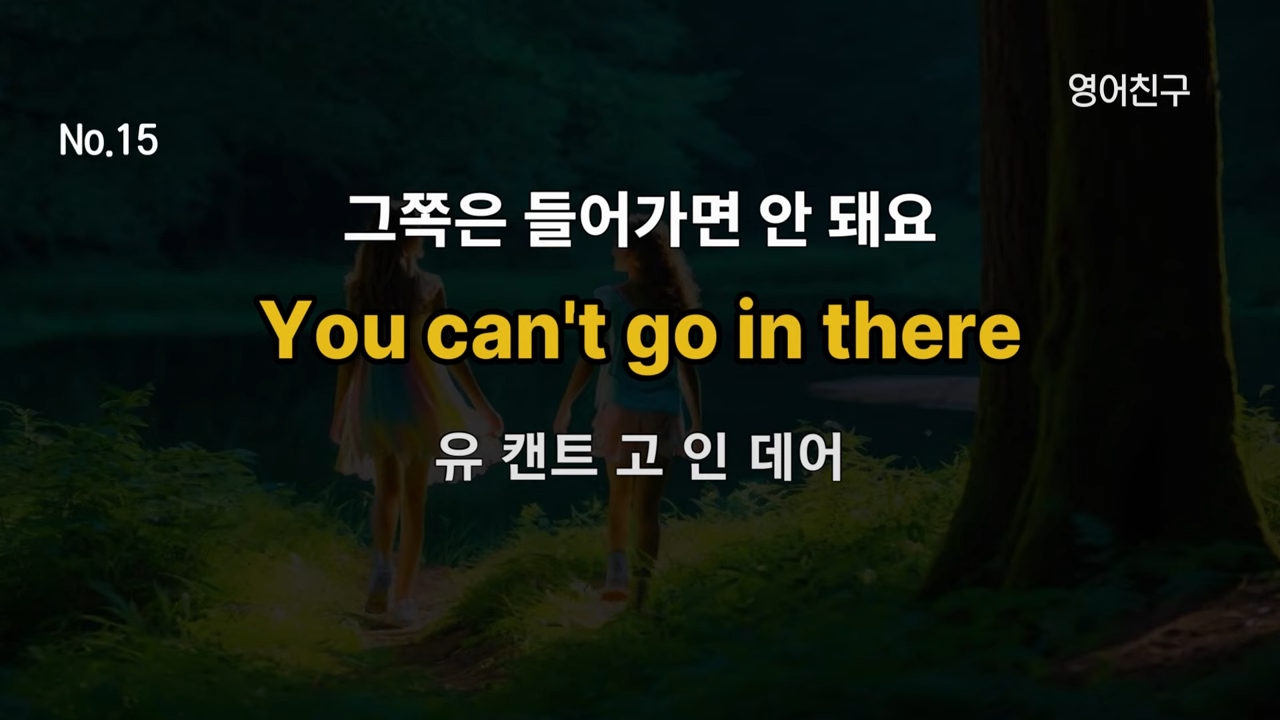 영어친구
No.15
그쪽은 들어가면 안 돼요
You can't go in there
유 캔트 고 인 데어